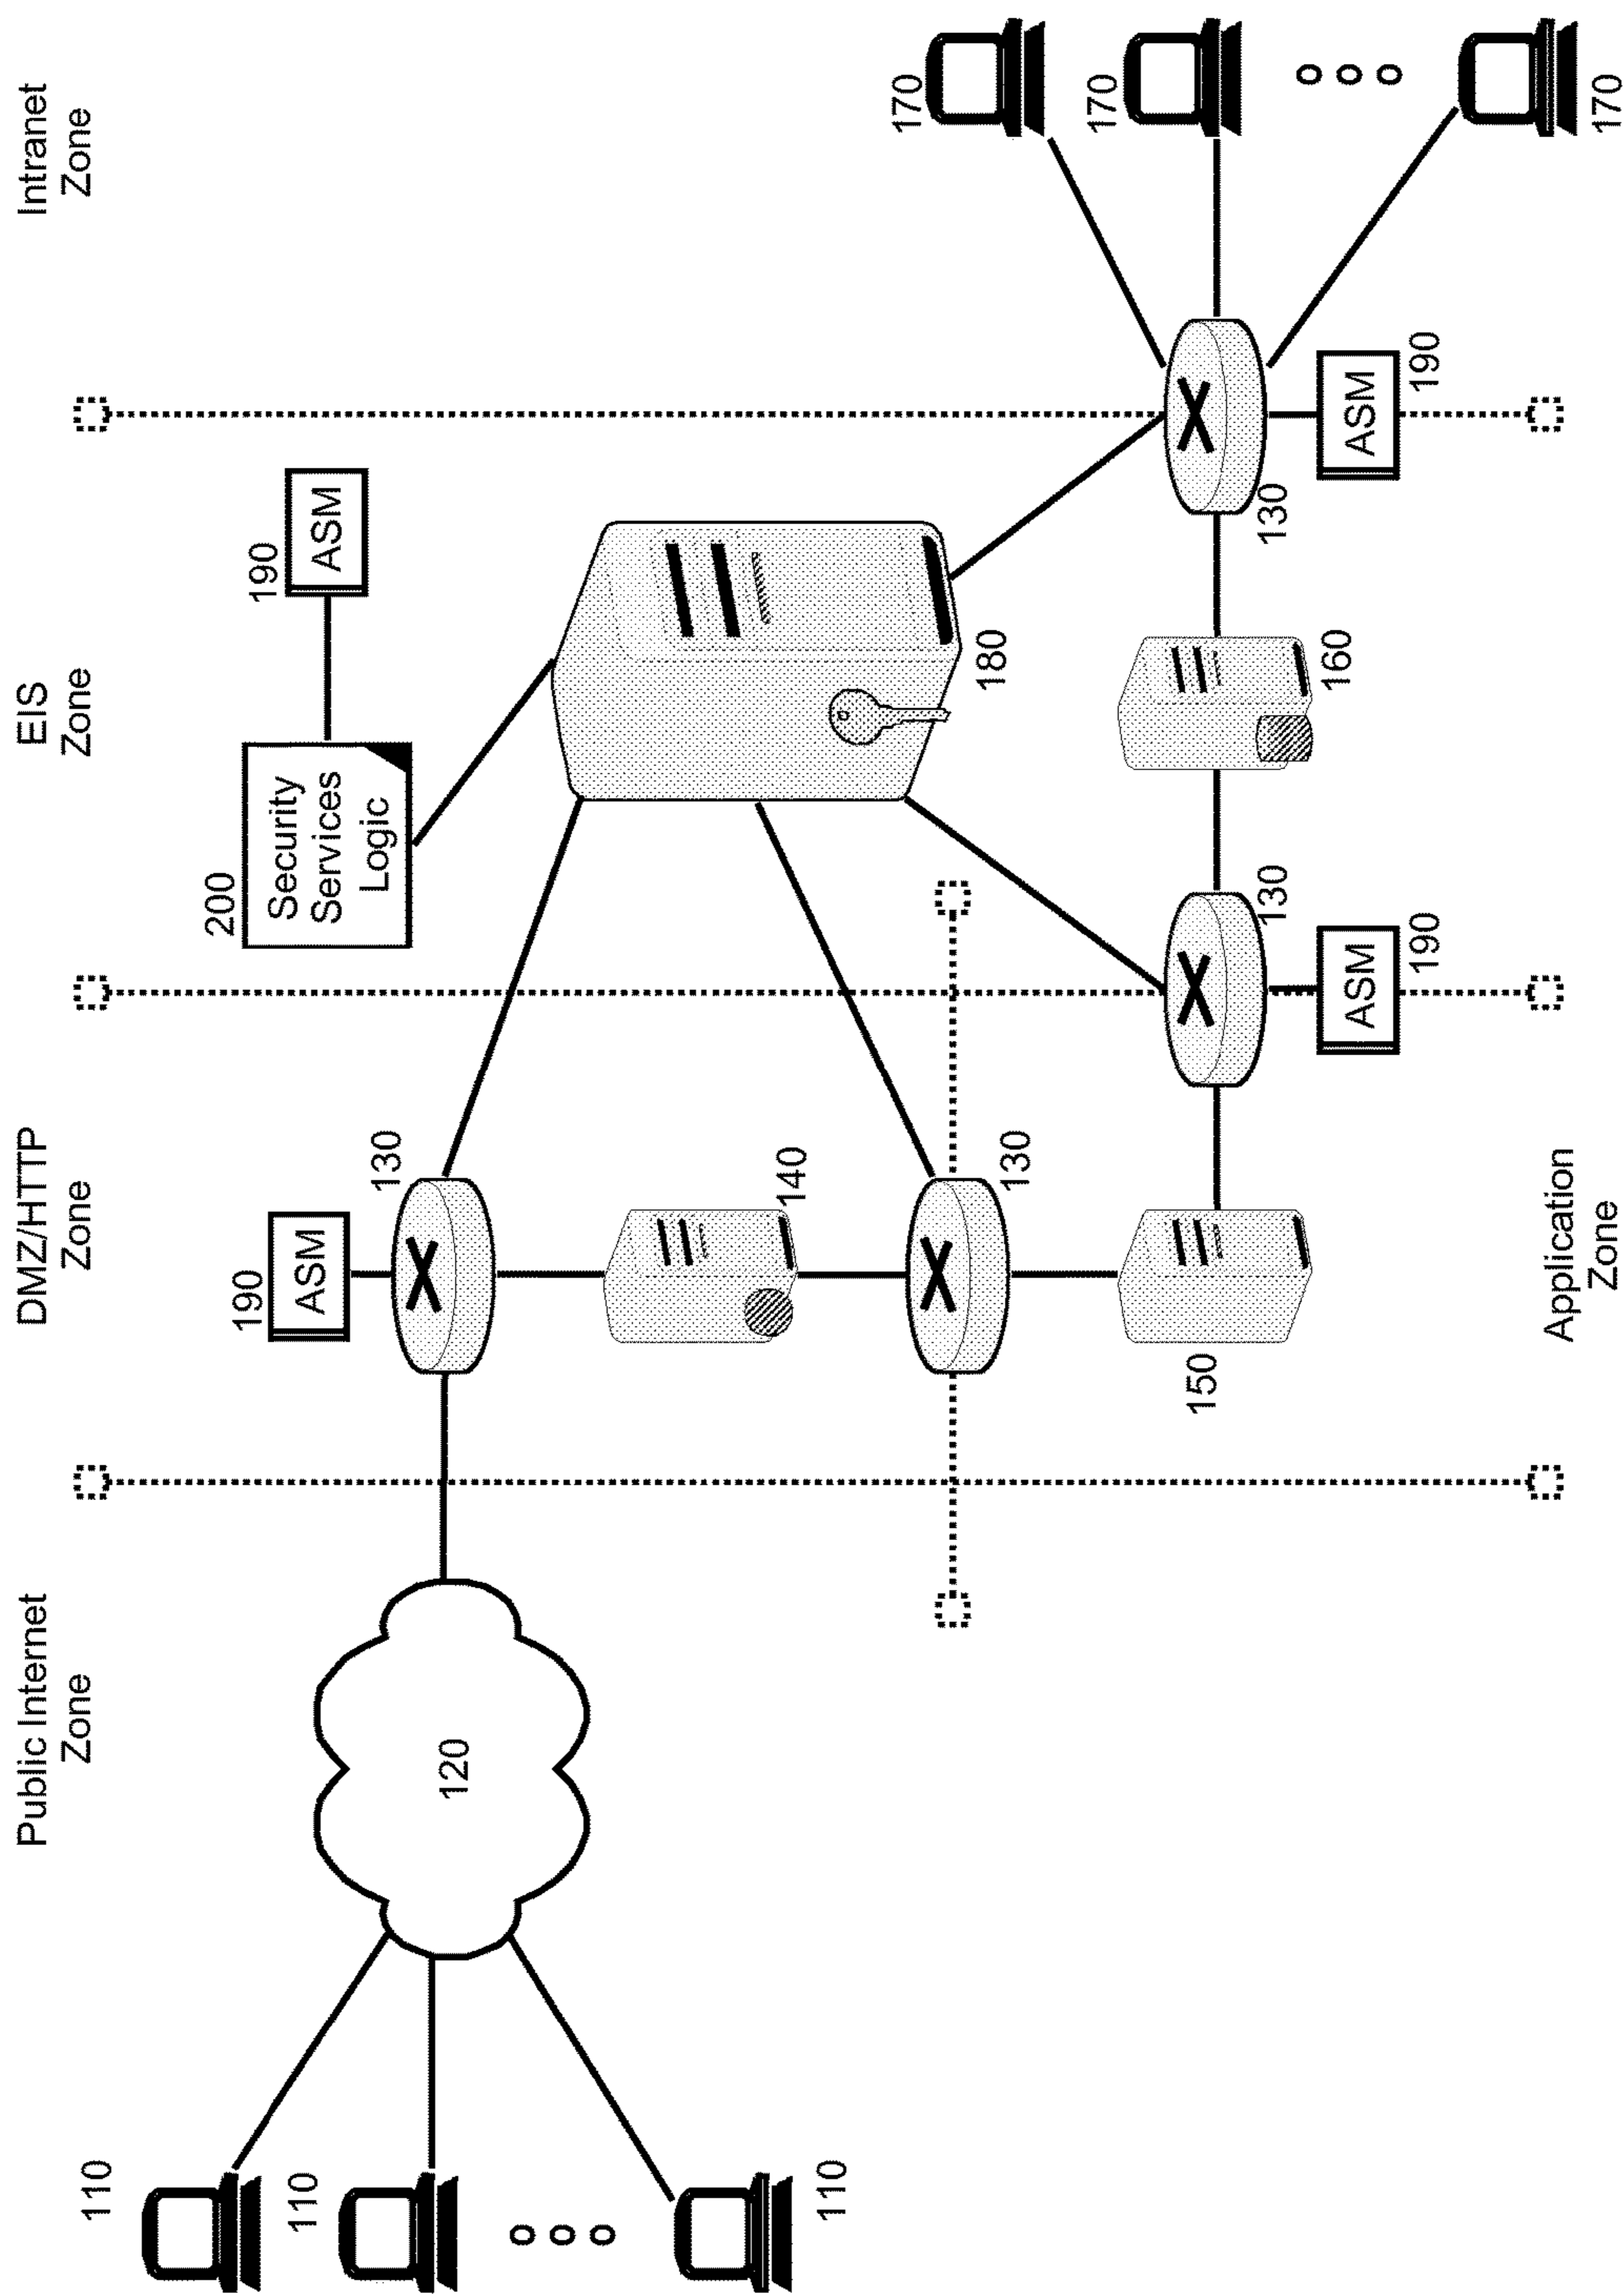 Public Internet
Zone
DMZ/HTTP
Zone
EIS
Zone
Intranet
Zone
110
110
110
120
190
ASM
130
140
130
150
Application
Zone
200
Security
Services
Logic
190
ASM
180
130
ASM
190
160
130
ASM
190
170
170
170